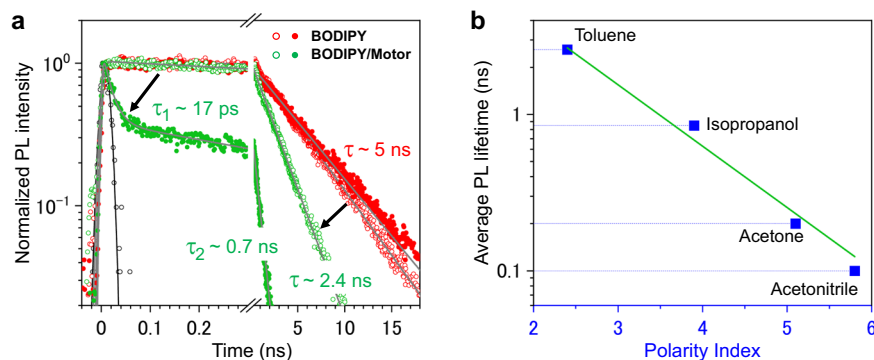 a
BODIPY
BODIPY/Motor
Normalized PL intensity
10⁰
10⁻¹
τ₁ ~ 17 ps
τ ~ 5 ns
τ₂ ~ 0.7 ns
τ ~ 2.4 ns
0 0.1 0.2 5 10 15
Time (ns)
b
Average PL lifetime (ns)
1
0.1
Toluene
Isopropanol
Acetone
Acetonitrile
2 3 4 5 6
Polarity Index